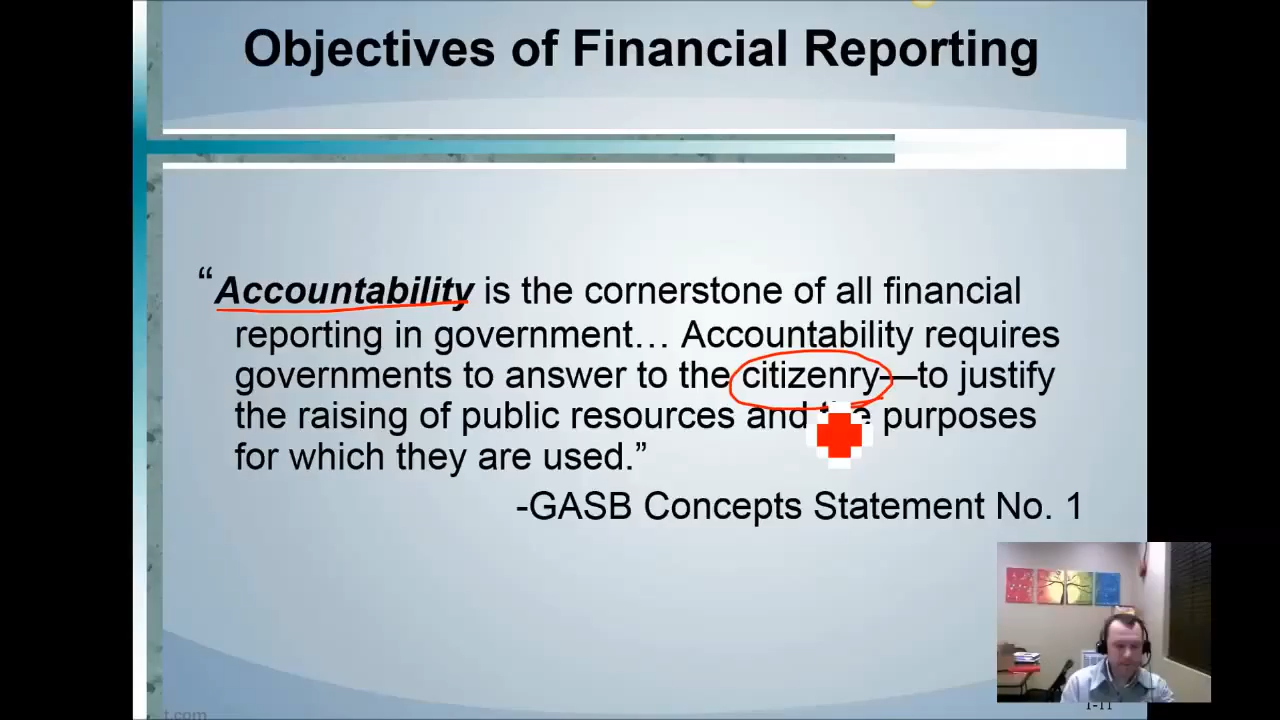 Objectives of Financial Reporting
“Accountability is the cornerstone of all financial
reporting in government… Accountability requires
governments to answer to the citizenry—to justify
the raising of public resources and the purposes
for which they are used.”
-GASB Concepts Statement No. 1
1-11
t.com